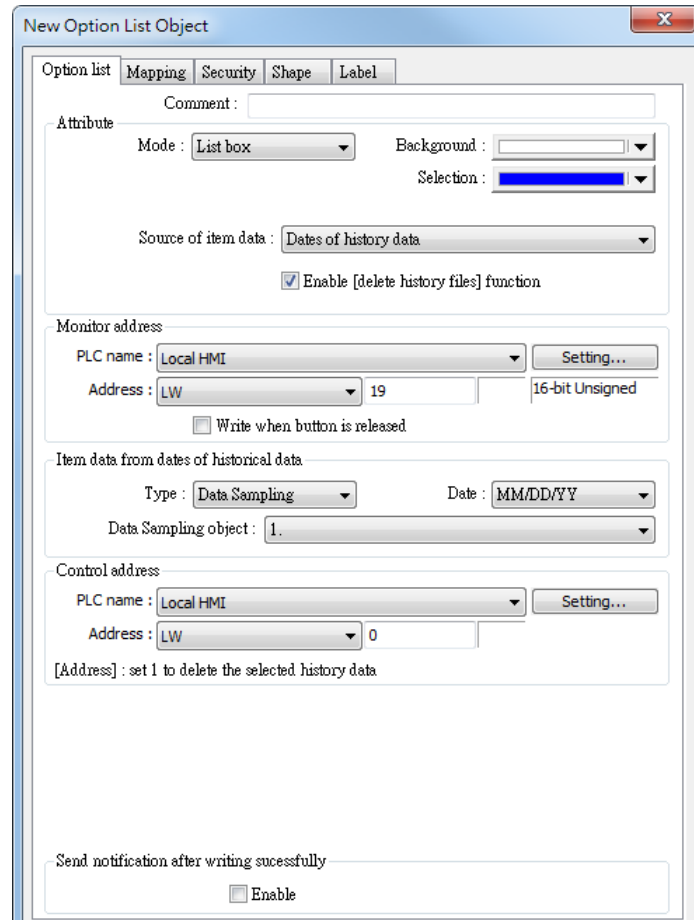 New Option List Object
Option list Mapping Security Shape Label
Comment :
Attribute
Mode : List box Background :
Selection :
Source of item data : Dates of history data
Enable [delete history files] function
Monitor address
PLC name : Local HMI Setting...
Address : LW 19 16-bit Unsigned
Write when button is released
Item data from dates of historical data
Type : Data Sampling Date : MM/DD/YY
Data Sampling object : 1.
Control address
PLC name : Local HMI Setting...
Address : LW 0
[Address] : set 1 to delete the selected history data
Send notification after writing sucessfully
Enable